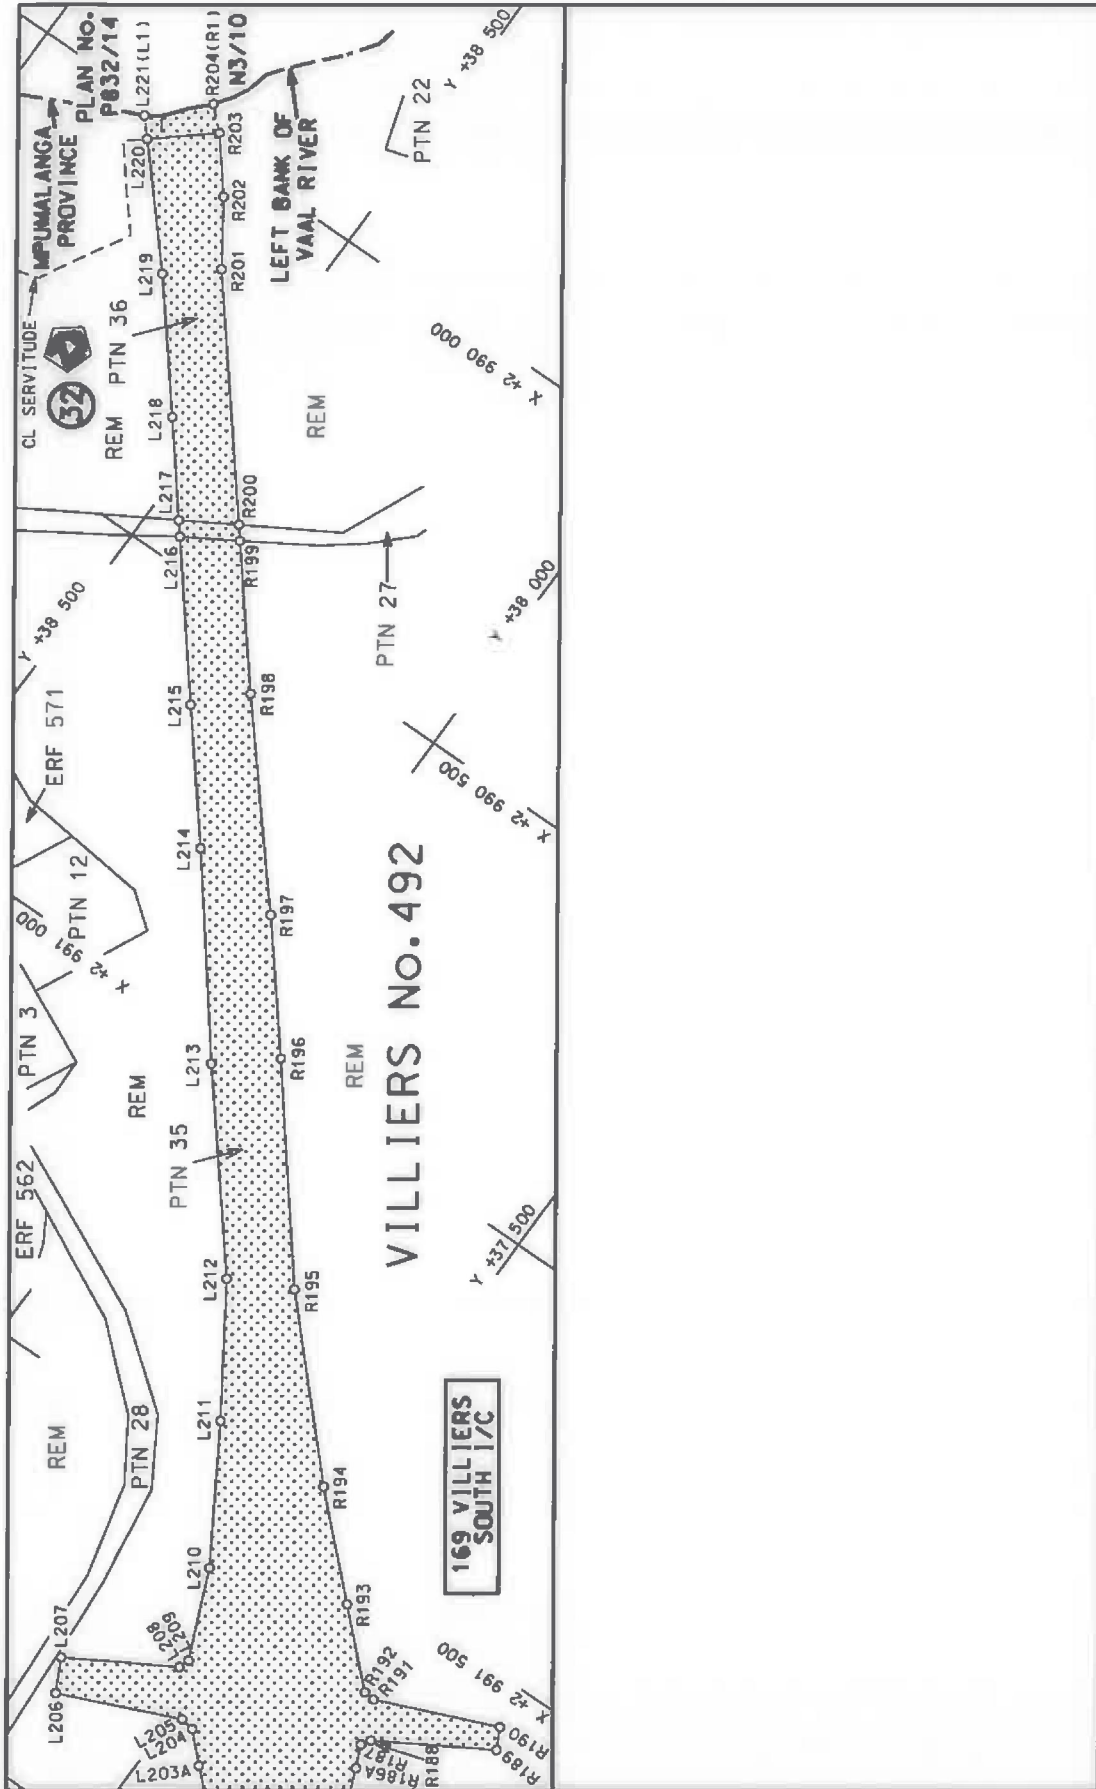 PLAN No.
P832/14
L221(L1)
R204(R1)
N3/10
MPUMALANGA
PROVINCE
L220
R203
R202
R201
LEFT BANK OF
VAAL RIVER
PTN 22
Y +38 500
CL SERVITUDE
32
L219
REM PTN 36
L218
REM
X +2 990 000
L217
R200
L216
R199
PTN 27
Y +38 000
Y +38 500
ERF 571
L215
R198
X +2 990 500
L214
PTN 12
X +2 991 000
R197
VILLIERS No.492
PTN 3
REM
L213
R196
REM
PTN 35
ERF 562
L212
R195
Y +37 500
L211
PTN 28
REM
R194
169 VILLIERS
SOUTH I/C
L210
R193
L207
L208
L209
R192
R191
X +2 991 500
L206
L205
L204
L203A
R190
R189
R188
R187
R186A